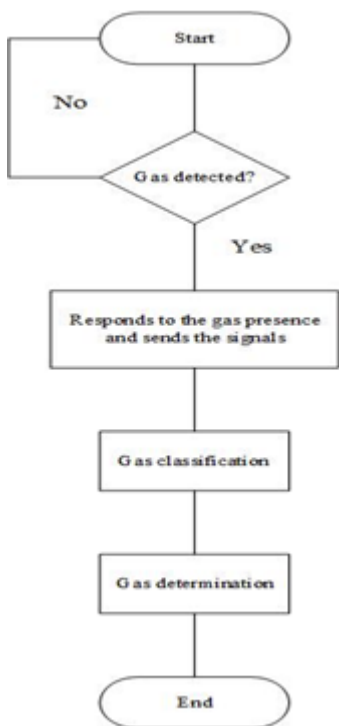 Start
No
Gas detected?
Yes
Responds to the gas presence
and sends the signals
Gas classification
Gas determination
End